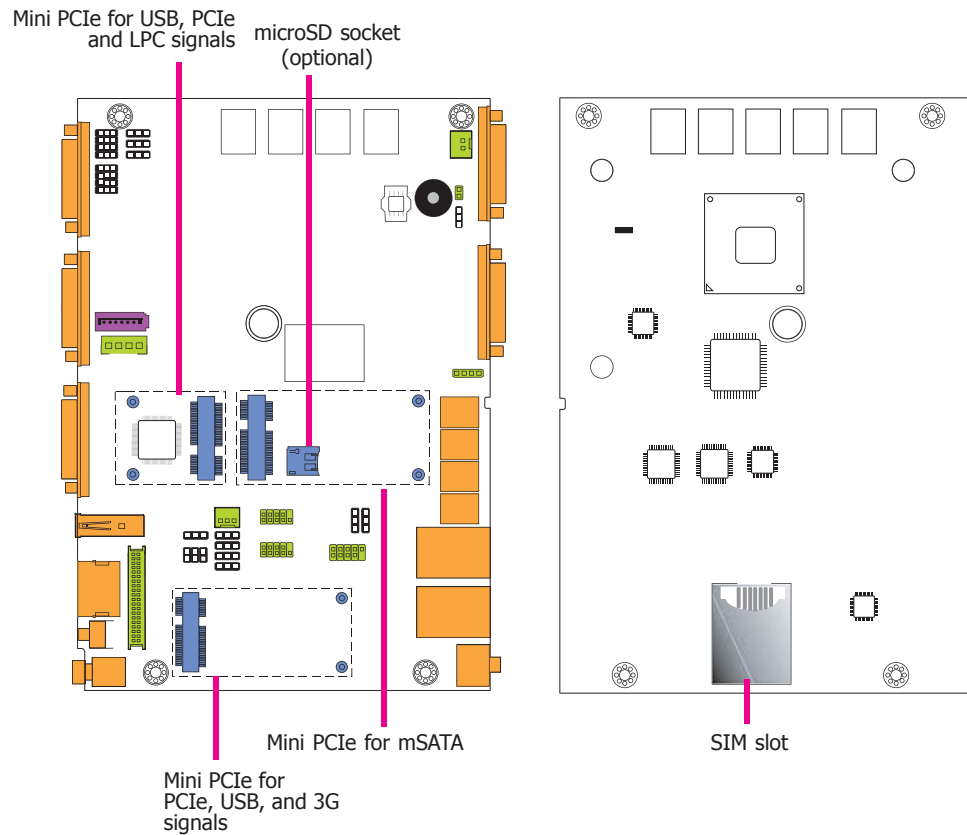 Mini PCIe for USB, PCIe
and LPC signals
microSD socket
(optional)
Mini PCIe for mSATA
SIM slot
Mini PCIe for
PCIe, USB, and 3G
signals